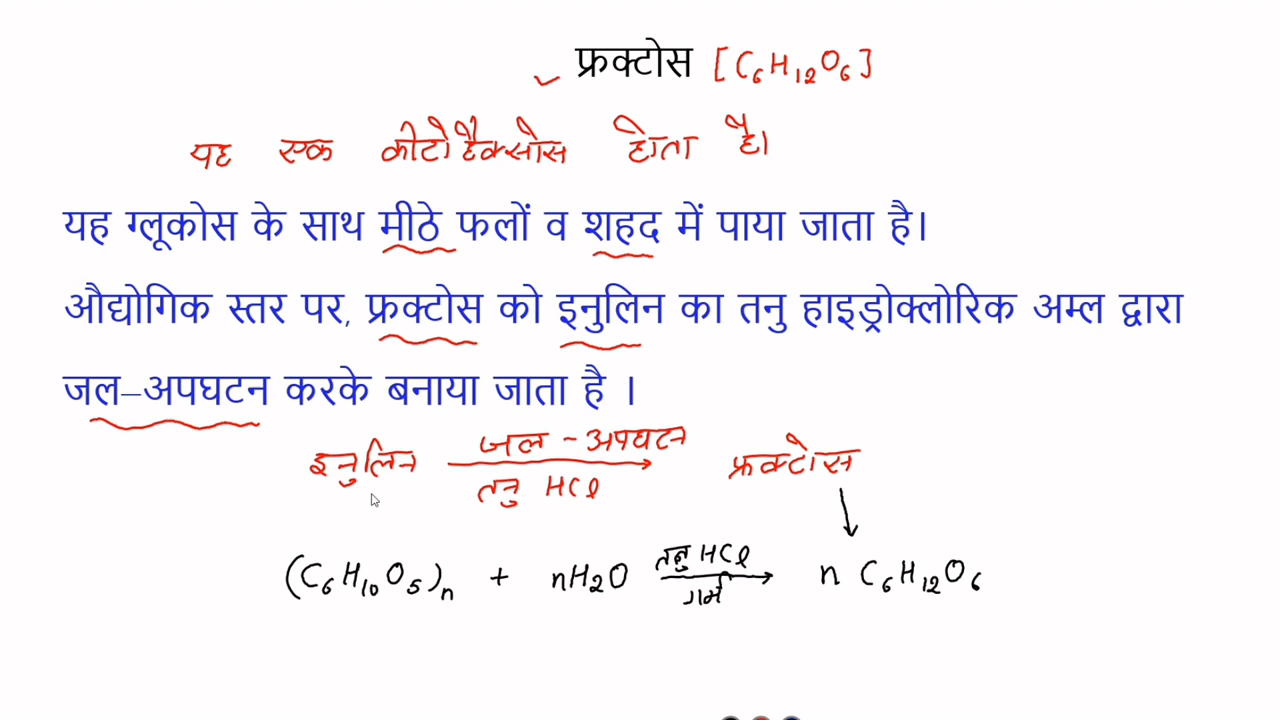 फ्रक्टोस [C₆H₁₂O₆]
यह एक कीटोहैक्सोस होता है।
यह ग्लूकोस के साथ मीठे फलों व शहद में पाया जाता है।
औद्योगिक स्तर पर, फ्रक्टोस को इनुलिन का तनु हाइड्रोक्लोरिक अम्ल द्वारा
जल–अपघटन करके बनाया जाता है ।
इनुलिन जल - अपघटन तनु HCl फ्रक्टोस
(C₆H₁₀O₅)ₙ + nH₂O तनु HCl गर्म n C₆H₁₂O₆